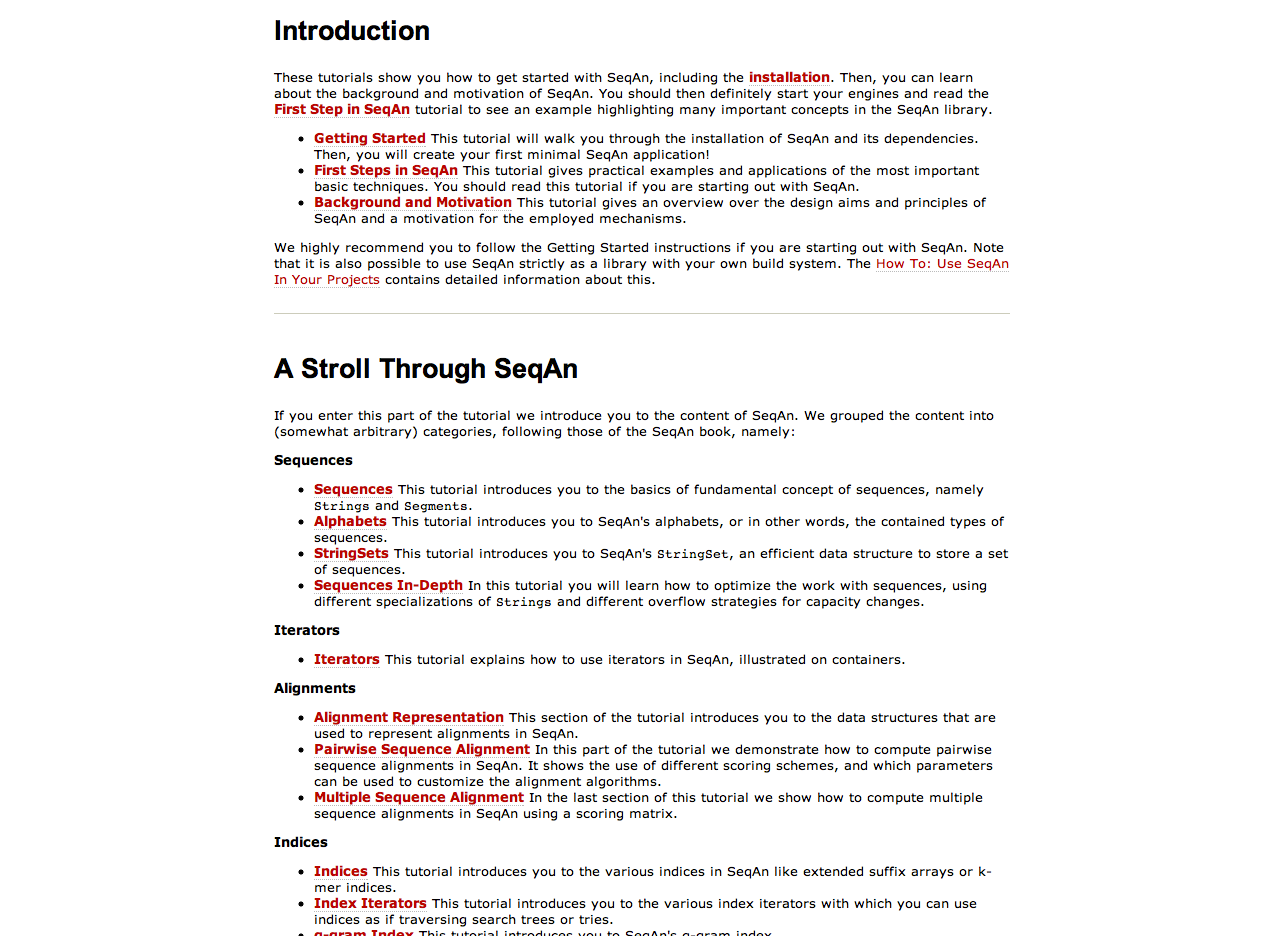 Introduction
These tutorials show you how to get started with SeqAn, including the installation. Then, you can learn
about the background and motivation of SeqAn. You should then definitely start your engines and read the
First Step in SeqAn tutorial to see an example highlighting many important concepts in the SeqAn library.
• Getting Started This tutorial will walk you through the installation of SeqAn and its dependencies.
Then, you will create your first minimal SeqAn application!
• First Steps in SeqAn This tutorial gives practical examples and applications of the most important
basic techniques. You should read this tutorial if you are starting out with SeqAn.
• Background and Motivation This tutorial gives an overview over the design aims and principles of
SeqAn and a motivation for the employed mechanisms.
We highly recommend you to follow the Getting Started instructions if you are starting out with SeqAn. Note
that it is also possible to use SeqAn strictly as a library with your own build system. The How To: Use SeqAn
In Your Projects contains detailed information about this.
A Stroll Through SeqAn
If you enter this part of the tutorial we introduce you to the content of SeqAn. We grouped the content into
(somewhat arbitrary) categories, following those of the SeqAn book, namely:
Sequences
• Sequences This tutorial introduces you to the basics of fundamental concept of sequences, namely
Strings and Segments.
• Alphabets This tutorial introduces you to SeqAn's alphabets, or in other words, the contained types of
sequences.
• StringSets This tutorial introduces you to SeqAn's StringSet, an efficient data structure to store a set
of sequences.
• Sequences In-Depth In this tutorial you will learn how to optimize the work with sequences, using
different specializations of Strings and different overflow strategies for capacity changes.
Iterators
• Iterators This tutorial explains how to use iterators in SeqAn, illustrated on containers.
Alignments
• Alignment Representation This section of the tutorial introduces you to the data structures that are
used to represent alignments in SeqAn.
• Pairwise Sequence Alignment In this part of the tutorial we demonstrate how to compute pairwise
sequence alignments in SeqAn. It shows the use of different scoring schemes, and which parameters
can be used to customize the alignment algorithms.
• Multiple Sequence Alignment In the last section of this tutorial we show how to compute multiple
sequence alignments in SeqAn using a scoring matrix.
Indices
• Indices This tutorial introduces you to the various indices in SeqAn like extended suffix arrays or k-
mer indices.
• Index Iterators This tutorial introduces you to the various index iterators with which you can use
indices as if traversing search trees or tries.
• q-gram Index This tutorial introduces you to SeqAn's q-gram index.